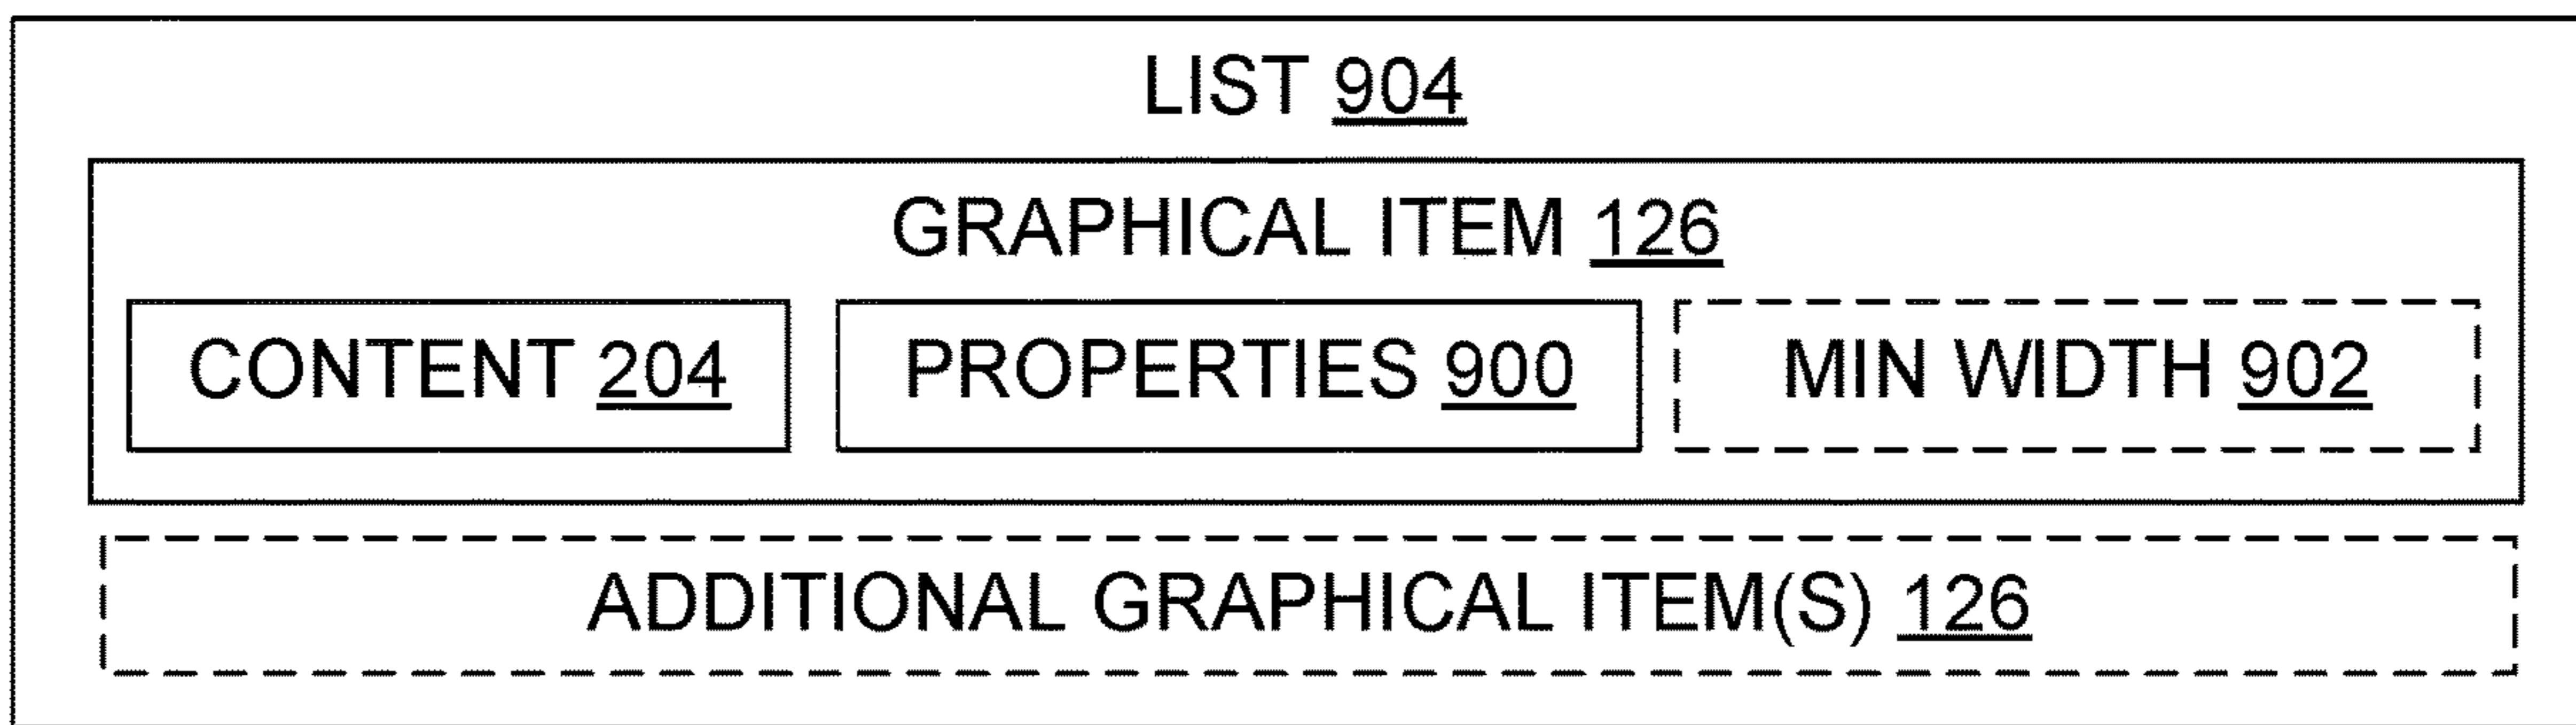 LIST 904
GRAPHICAL ITEM 126
CONTENT 204 PROPERTIES 900 MIN WIDTH 902
ADDITIONAL GRAPHICAL ITEM(S) 126